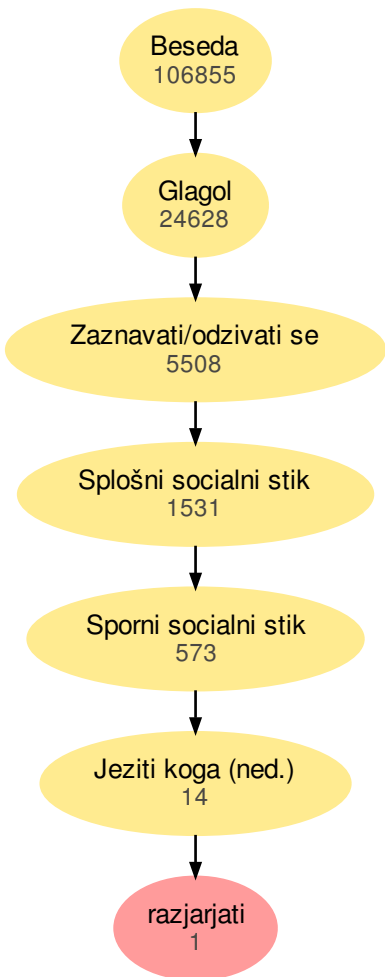 Beseda
106855
Glagol
24628
Zaznavati/odzivati se
5508
Splošni socialni stik
1531
Sporni socialni stik
573
Jeziti koga (ned.)
14
razjarjati
1